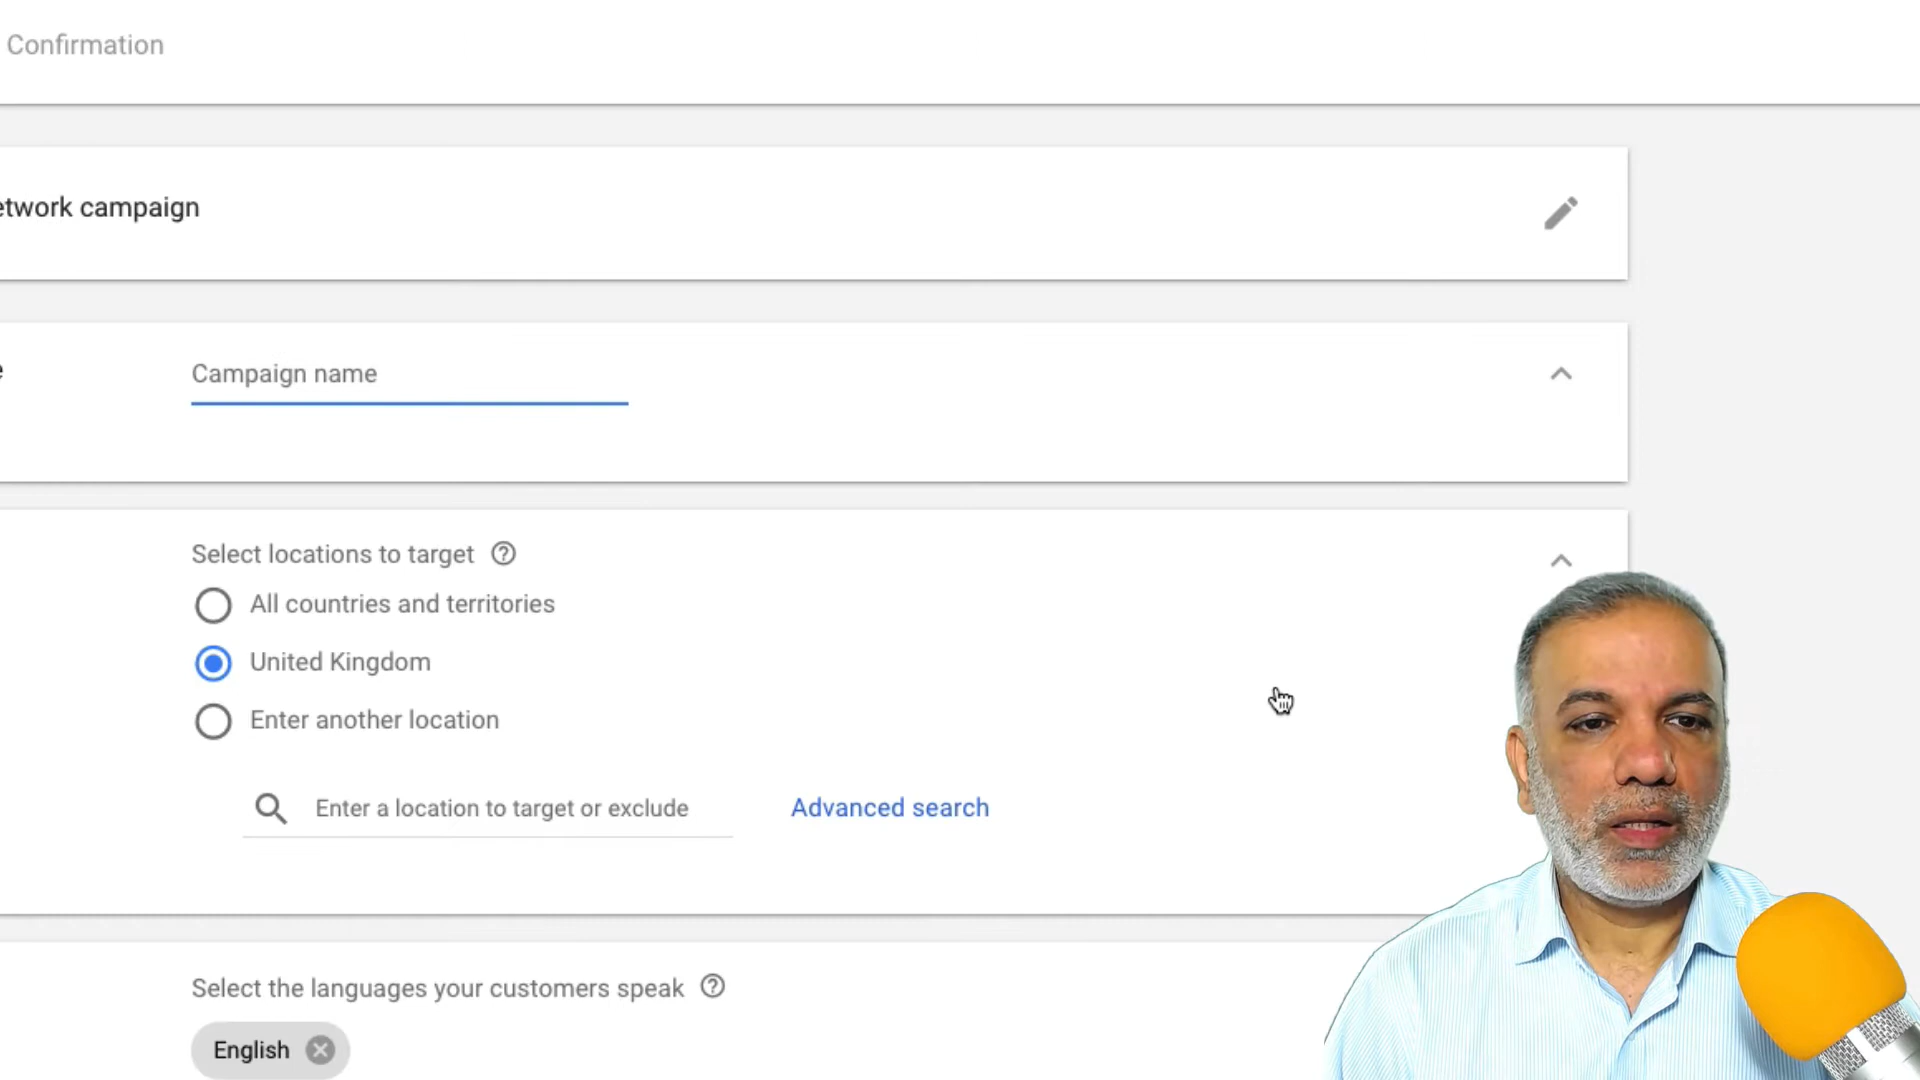 Confirmation
etwork campaign
e
Campaign name
Select locations to target
All countries and territories
United Kingdom
Enter another location
Enter a location to target or exclude
Advanced search
Select the languages your customers speak
English